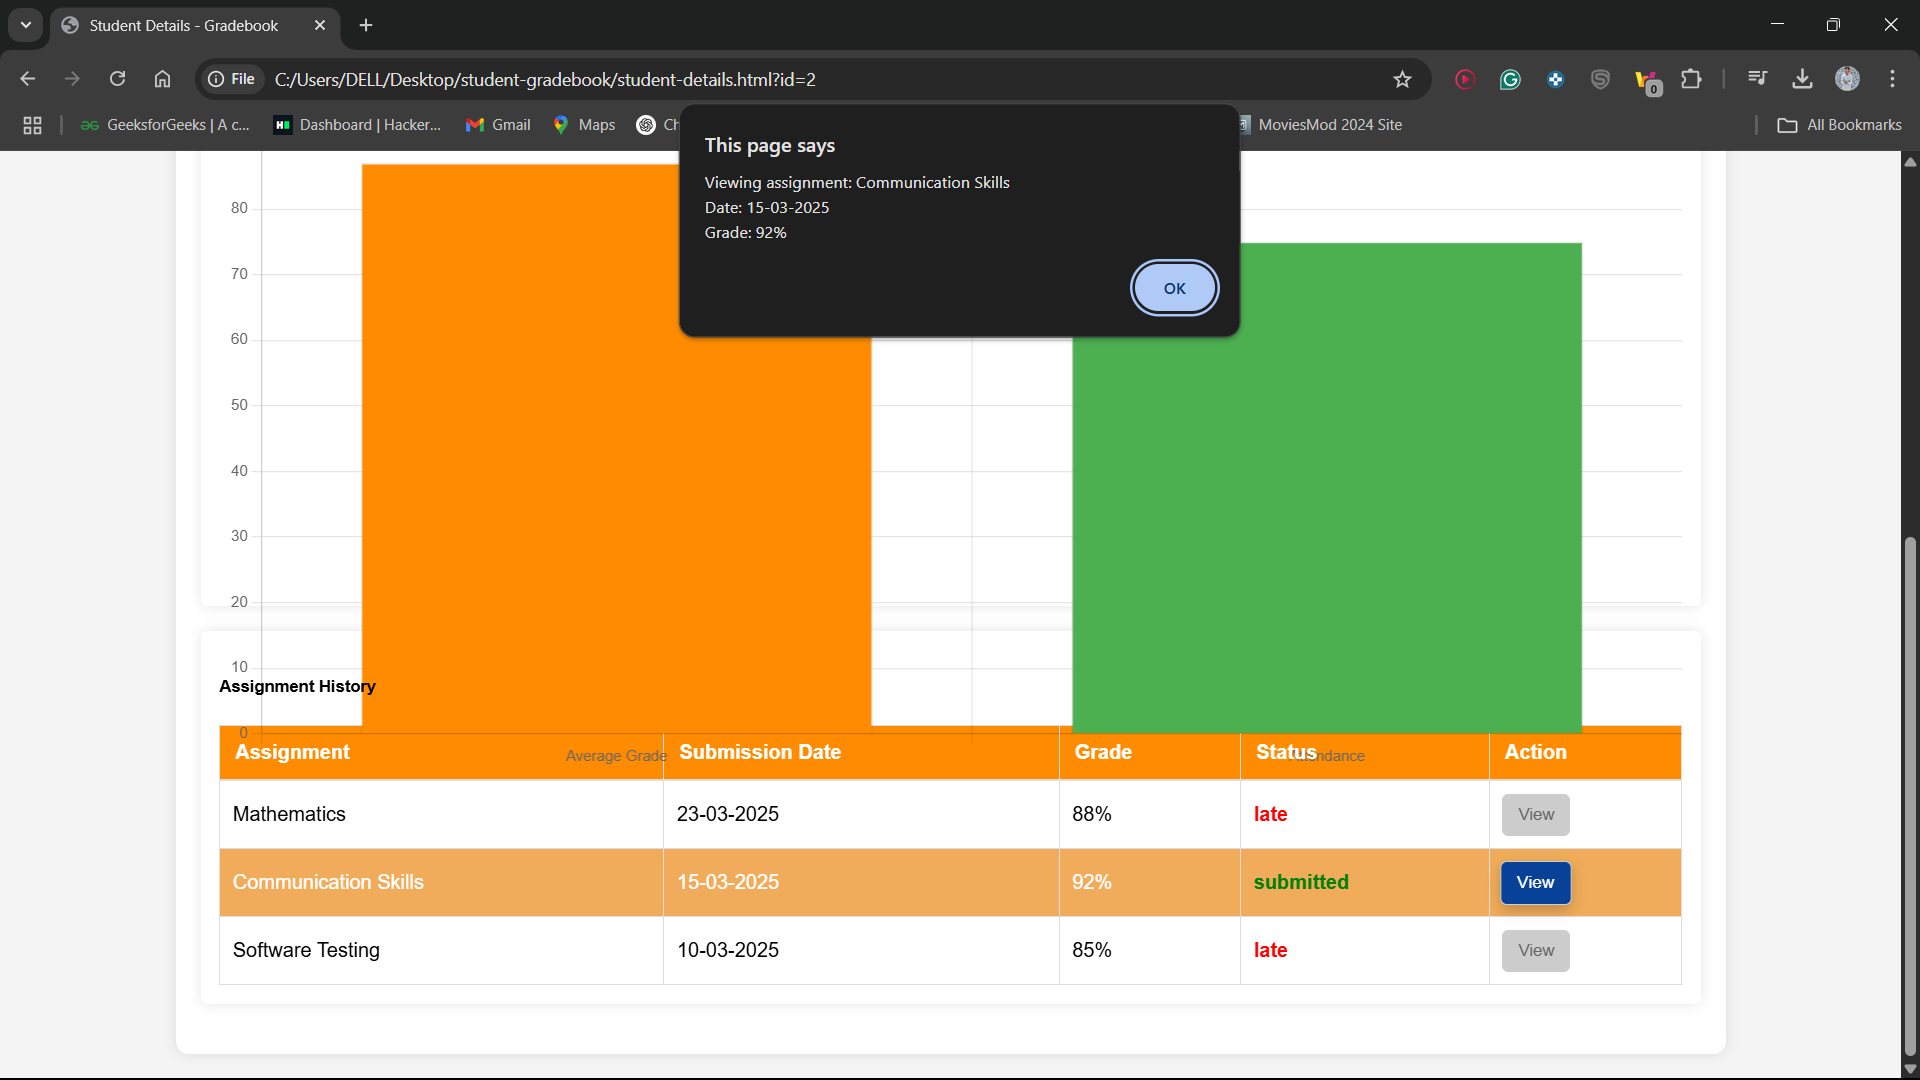 Student Details - Gradebook
File
C:/Users/DELL/Desktop/student-gradebook/student-details.html?id=2
0
GeeksforGeeks | A c...
Dashboard | Hacker...
Gmail
Maps
Ch
MoviesMod 2024 Site
All Bookmarks
This page says
Viewing assignment: Communication Skills
Date: 15-03-2025
Grade: 92%
OK
80
70
60
50
40
30
20
10
0
Average Grade
Assignment History
Assignment Submission Date Grade Status Action
Mathematics 23-03-2025 88% late View
Communication Skills 15-03-2025 92% submitted View
Software Testing 10-03-2025 85% late View